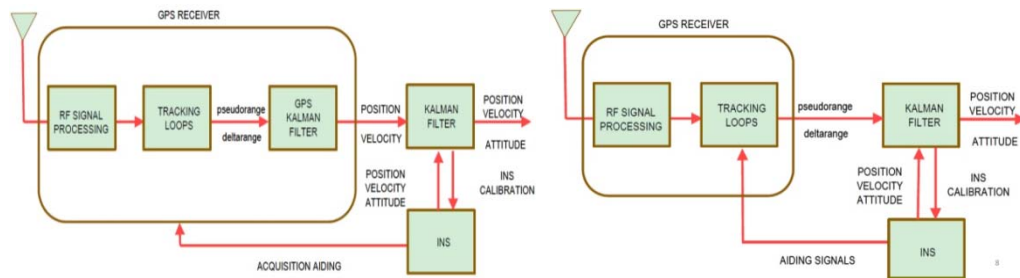 GPS RECEIVER
RF SIGNAL
PROCESSING
TRACKING
LOOPS
pseudorange
deltarange
GPS
KALMAN
FILTER
POSITION
VELOCITY
KALMAN
FILTER
POSITION
VELOCITY
ATTITUDE
POSITION
VELOCITY
ATTITUDE
INS
CALIBRATION
INS
ACQUISITION AIDING
GPS RECEIVER
RF SIGNAL
PROCESSING
TRACKING
LOOPS
pseudorange
deltarange
KALMAN
FILTER
POSITION
VELOCITY
ATTITUDE
POSITION
VELOCITY
ATTITUDE
INS
CALIBRATION
INS
AIDING SIGNALS